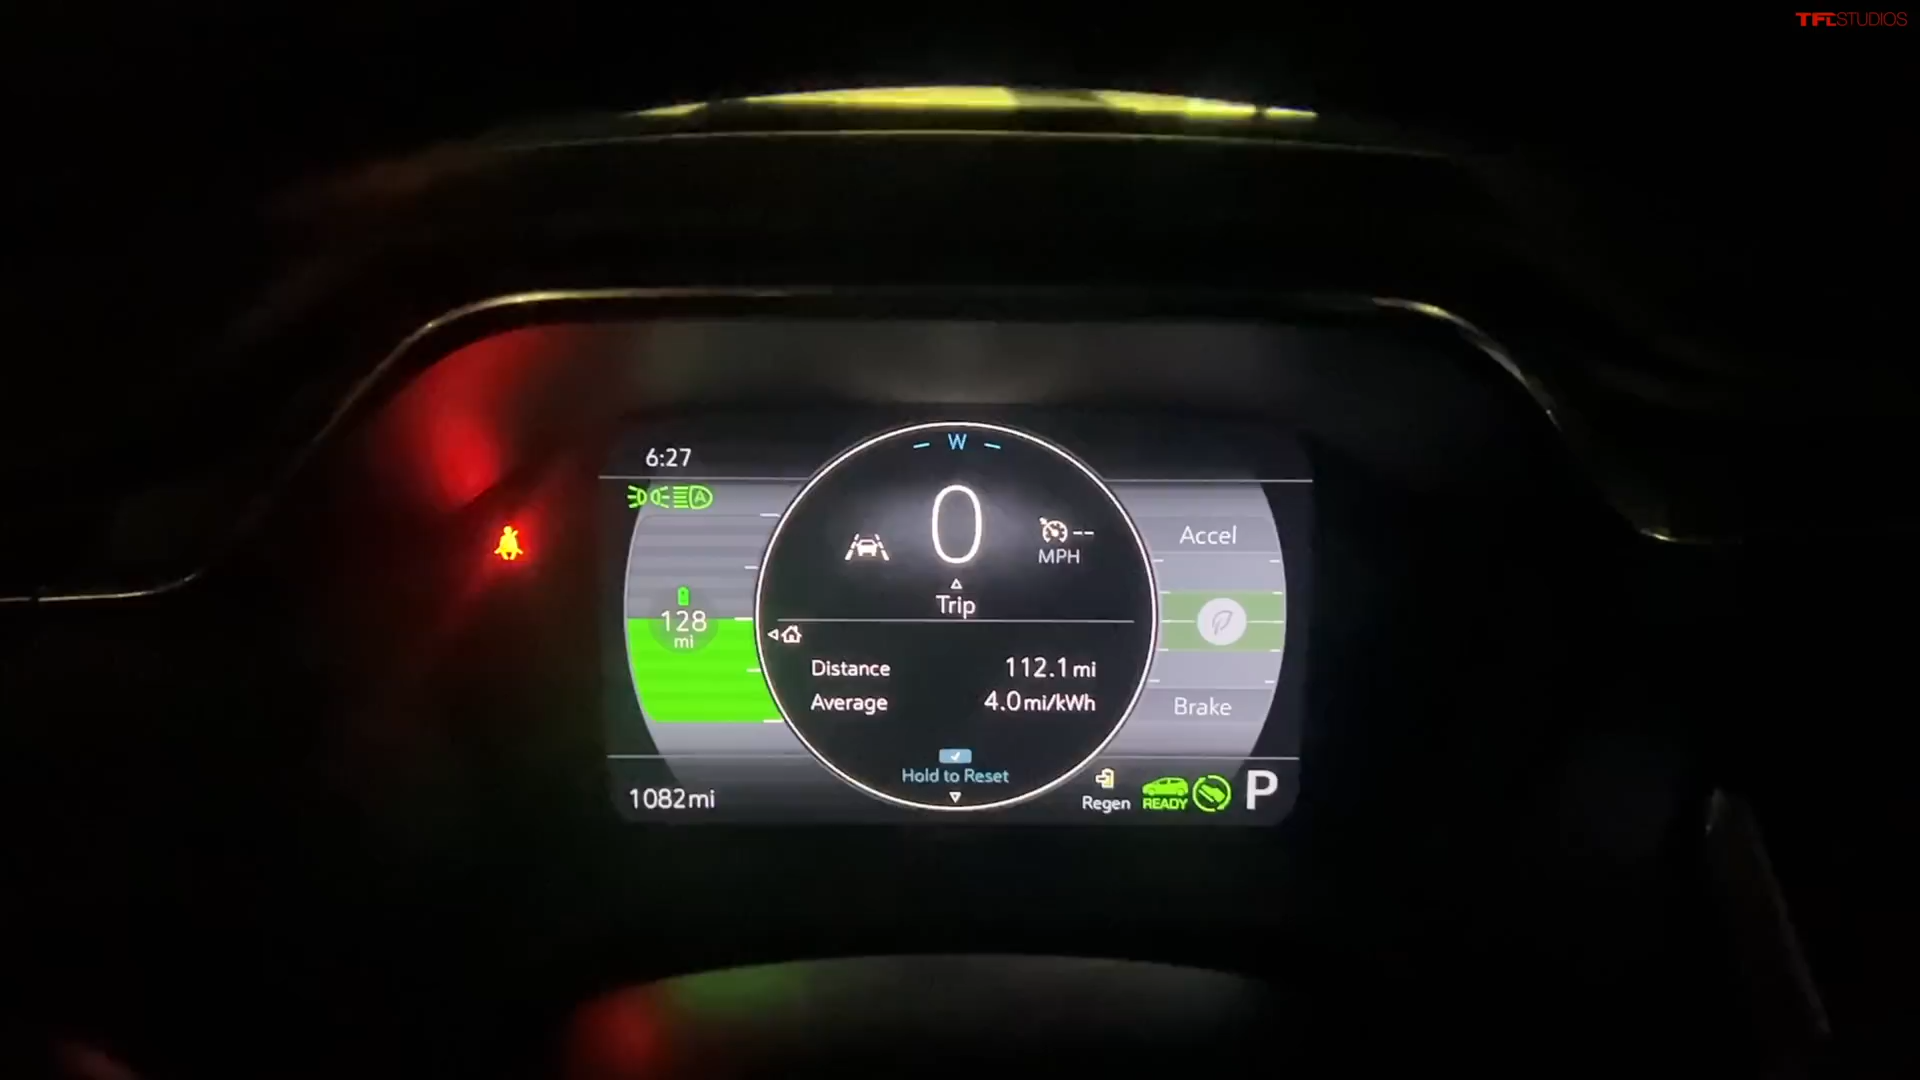 TFLSTUDIOS
W
6:27
0
--
MPH
Accel
A
Trip
128
mi
Distance 112.1 mi
Average 4.0 mi/kWh
Brake
Hold to Reset
1082mi
Regen
READY
P